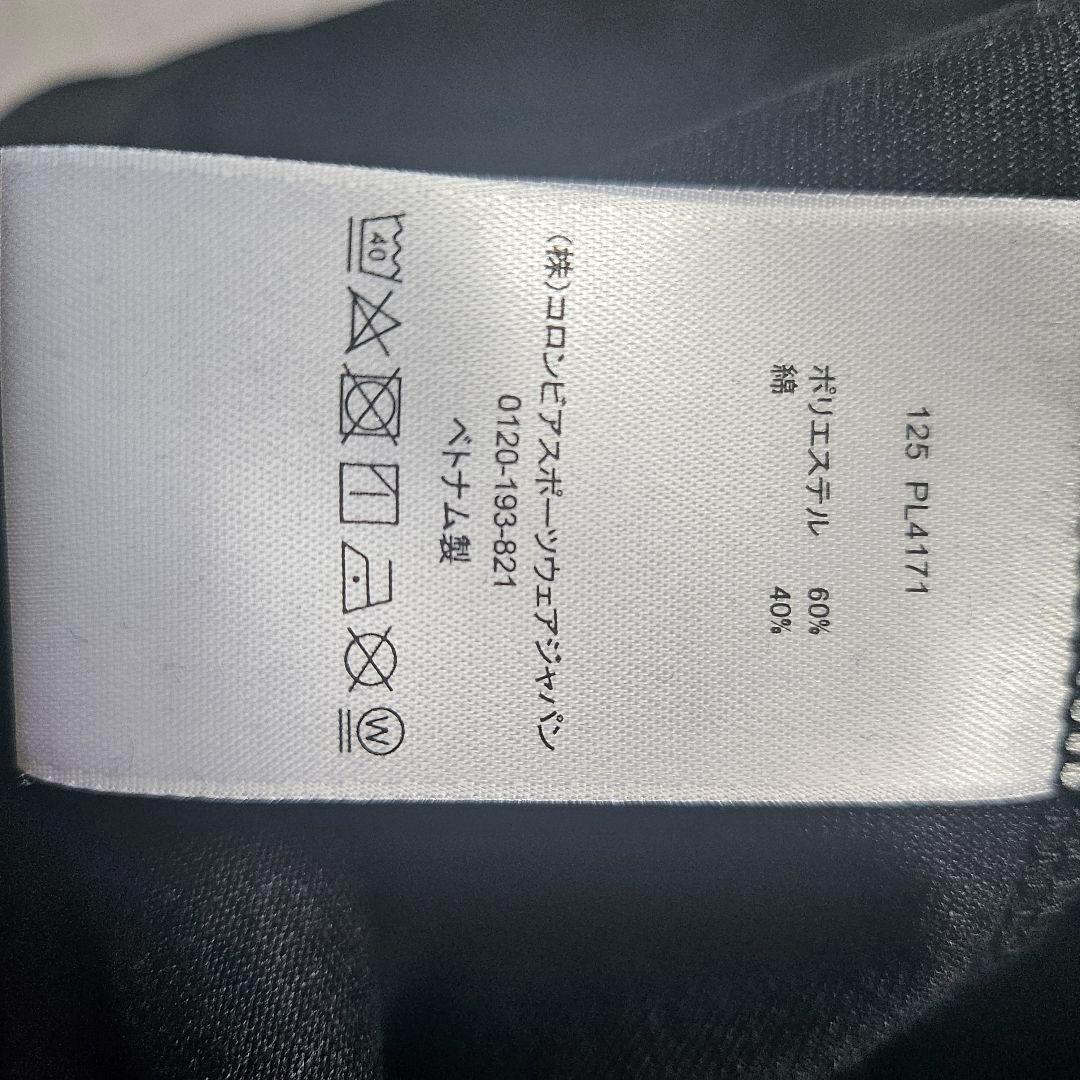 125 PL4171
ポリエステル 60%
綿 40%
(株)コロンビアスポーツウェアジャパン
0120-193-821
ベトナム製
40
W